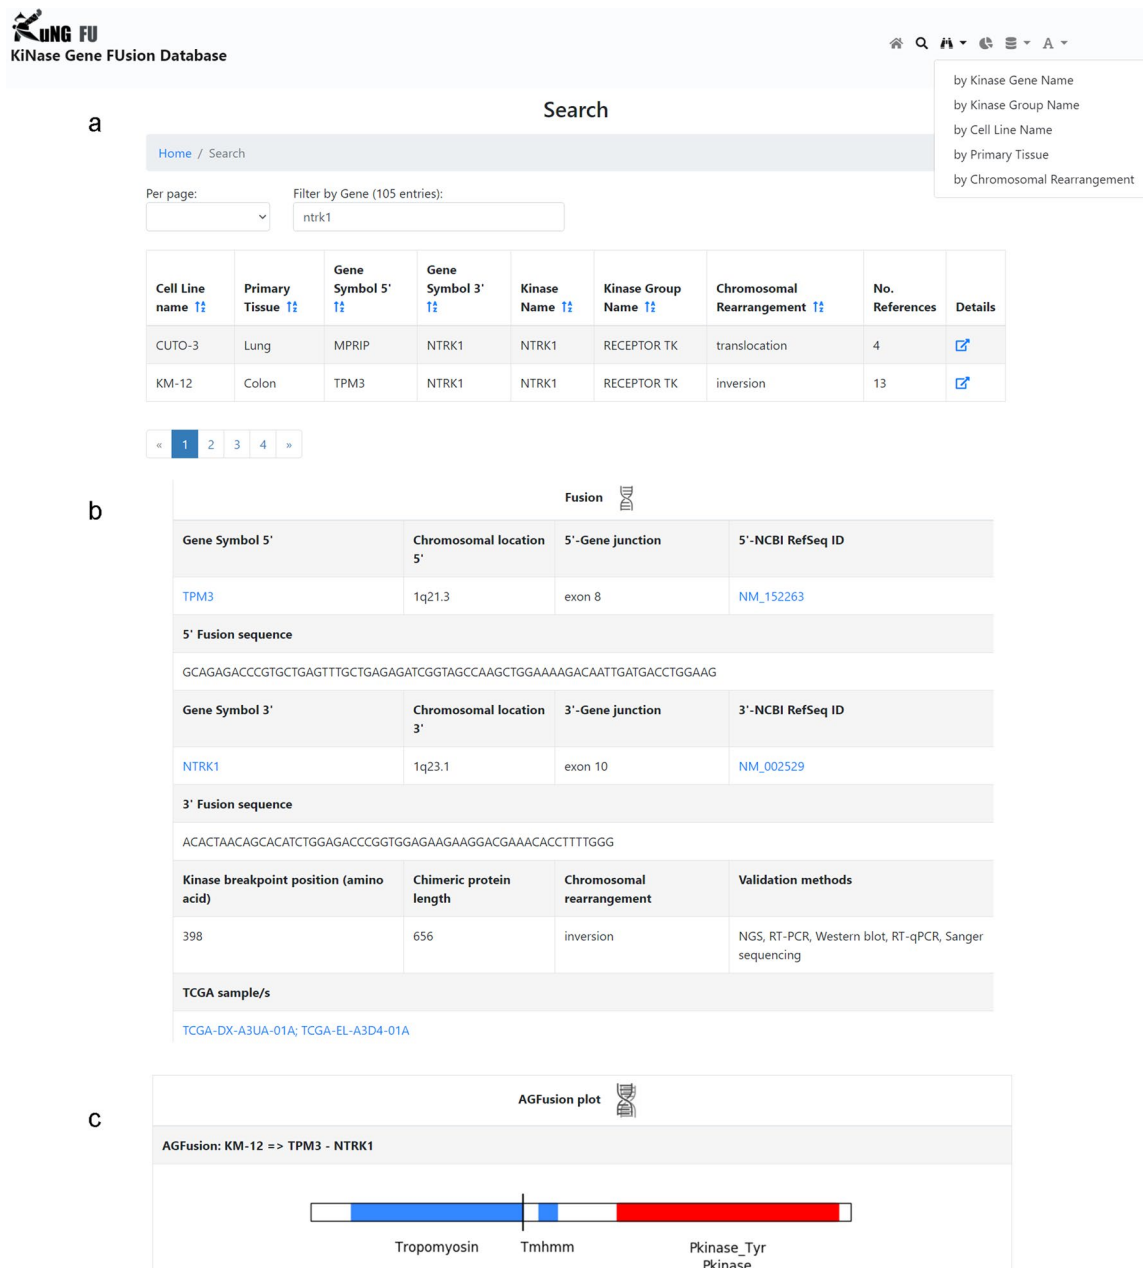 KuNG FU
KiNase Gene FUsion Database
A
by Kinase Gene Name
by Kinase Group Name
by Cell Line Name
by Primary Tissue
by Chromosomal Rearrangement
a
Search
Home / Search
Per page:
Filter by Gene (105 entries):
ntrk1
Cell Line name
Primary Tissue
Gene Symbol 5'
Gene Symbol 3'
Kinase Name
Kinase Group Name
Chromosomal Rearrangement
No. References
Details
CUTO-3 Lung MPRIP NTRK1 NTRK1 RECEPTOR TK translocation 4
KM-12 Colon TPM3 NTRK1 NTRK1 RECEPTOR TK inversion 13
« 1 2 3 4 »
b
Fusion
Gene Symbol 5' Chromosomal location 5' 5'-Gene junction 5'-NCBI RefSeq ID
TPM3 1q21.3 exon 8 NM_152263
5' Fusion sequence
GCAGAGACCCGTGCTGAGTTTGCTGAGAGATCGGTAGCCAAGCTGGAAAAGACAATTGATGACCTGGAAG
Gene Symbol 3' Chromosomal location 3' 3'-Gene junction 3'-NCBI RefSeq ID
NTRK1 1q23.1 exon 10 NM_002529
3' Fusion sequence
ACACTAACAGCACATCTGGAGACCCGGTGGAGAAGAAGGACGAAACACCTTTTGGG
Kinase breakpoint position (amino acid) Chimeric protein length Chromosomal rearrangement Validation methods
398 656 inversion NGS, RT-PCR, Western blot, RT-qPCR, Sanger sequencing
TCGA sample/s
TCGA-DX-A3UA-01A; TCGA-EL-A3D4-01A
c
AGFusion plot
AGFusion: KM-12 => TPM3 - NTRK1
Tropomyosin Tmhmm Pkinase_Tyr
Pkinase